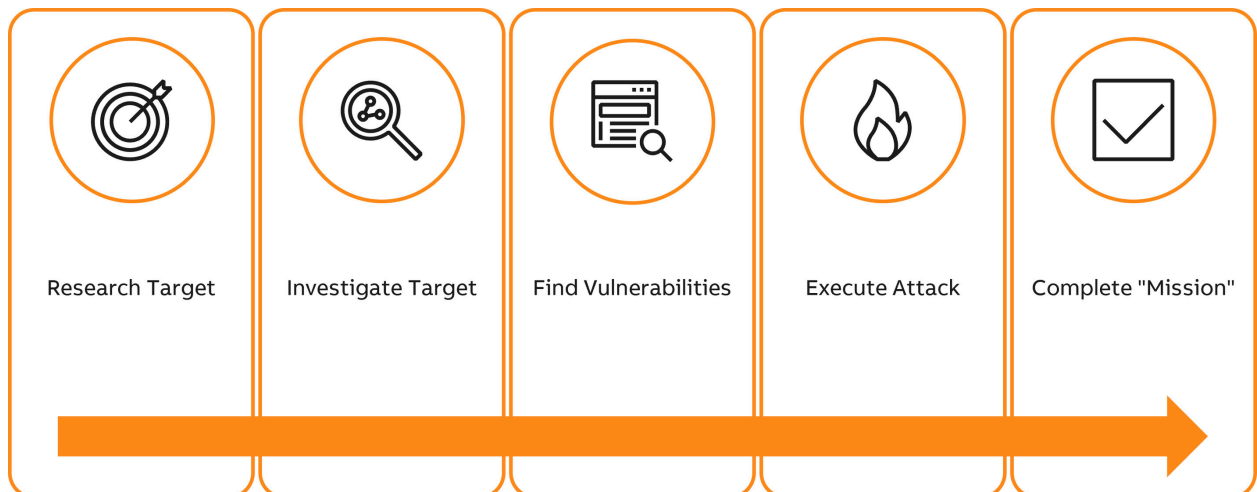 Research Target
Investigate Target
Find Vulnerabilities
Execute Attack
Complete "Mission"